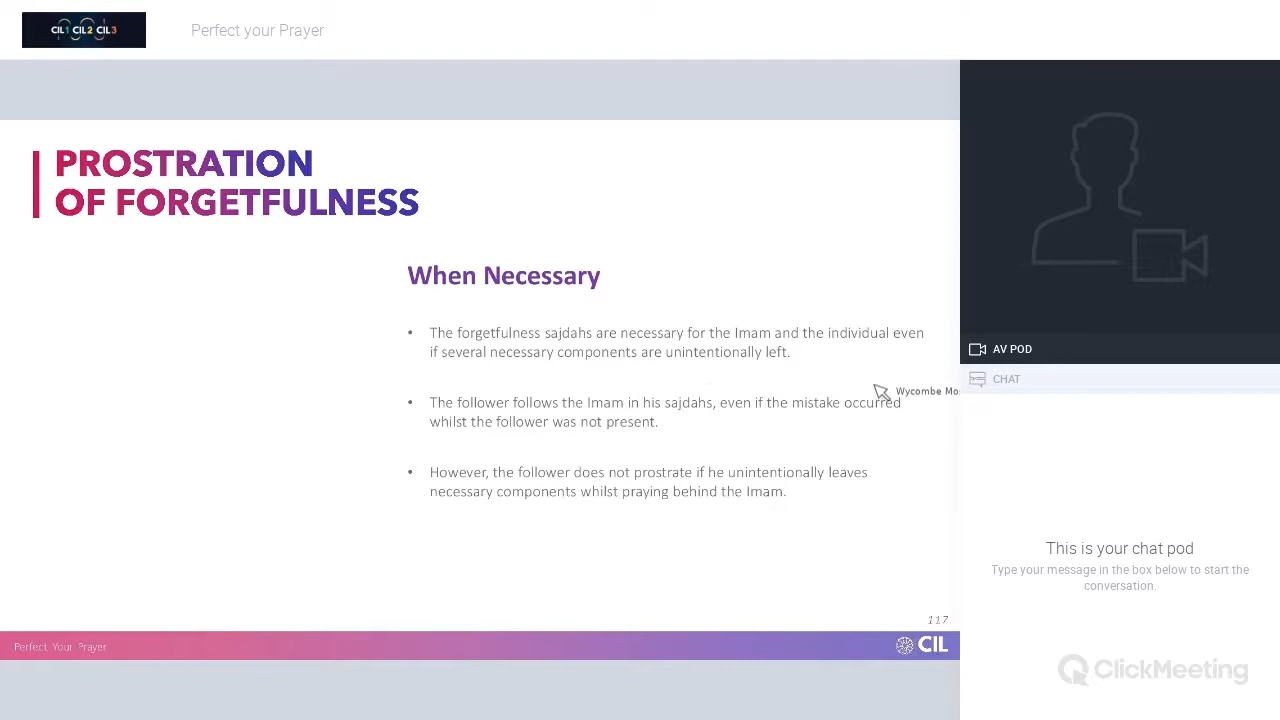 CIL1 CIL2 CIL3
Perfect your Prayer
PROSTRATION
OF FORGETFULNESS
When Necessary
• The forgetfulness sajdahs are necessary for the Imam and the individual even
if several necessary components are unintentionally left.
• The follower follows the Imam in his sajdahs, even if the mistake occurred
whilst the follower was not present.
• However, the follower does not prostrate if he unintentionally leaves
necessary components whilst praying behind the Imam.
Wycombe
117
Perfect Your Prayer
CIL
AV POD
CHAT
This is your chat pod
Type your message in the box below to start the
conversation.
ClickMeeting